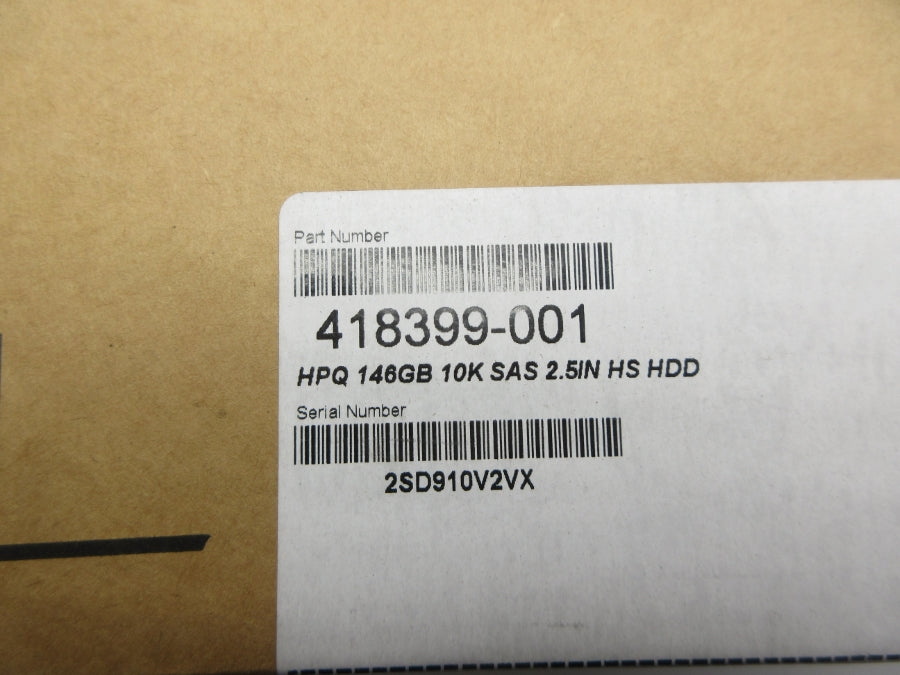 Part Number
418399-001
HPQ 146GB 10K SAS 2.5IN HS HDD
Serial Number
2SD910V2VX